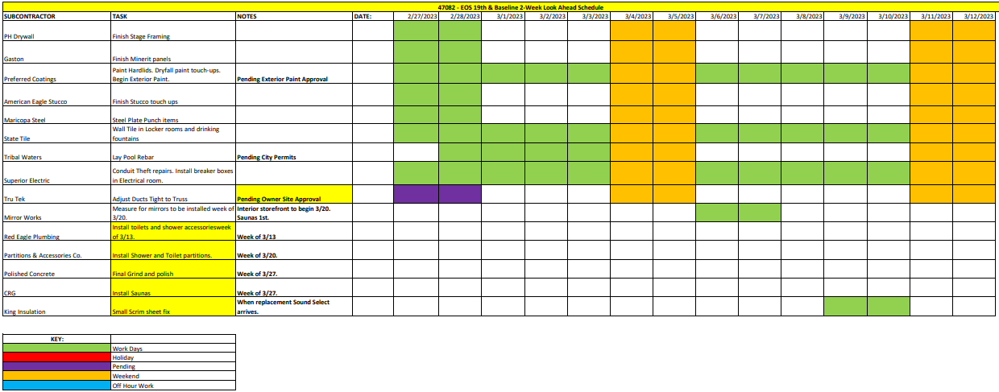 47082 - EOS 19th & Baseline 2-Week Look Ahead Schedule
SUBCONTRACTOR TASK NOTES DATE: 2/27/2023 2/28/2023 3/1/2023 3/2/2023 3/3/2023 3/4/2023 3/5/2023 3/6/2023 3/7/2023 3/8/2023 3/9/2023 3/10/2023 3/11/2023 3/12/2023
PH Drywall Finish Stage Framing
Gaston Finish Minerit panels
Paint Hardlids. Dryfall paint touch-ups.
Preferred Coatings Begin Exterior Paint. Pending Exterior Paint Approval
American Eagle Stucco Finish Stucco touch ups
Maricopa Steel Steel Plate Punch items
Wall Tile in Locker rooms and drinking
State Tile fountains
Tribal Waters Lay Pool Rebar Pending City Permits
Conduit Theft repairs. Install breaker boxes
Superior Electric in Electrical room.
Tru Tek Adjust Ducts Tight to Truss Pending Owner Site Approval
Measure for mirrors to be installed week of Interior storefront to begin 3/20.
Mirror Works 3/20. Saunas 1st.
Install toilets and shower accessoriesweek
Red Eagle Plumbing of 3/13. Week of 3/13
Partitions & Accessories Co. Install Shower and Toilet partitions. Week of 3/20.
Polished Concrete Final Grind and polish Week of 3/27.
CRG Install Saunas Week of 3/27.
When replacement Sound Select
King Insulation Small Scrim sheet fix arrives.
KEY:
Work Days
Holiday
Pending
Weekend
Off Hour Work